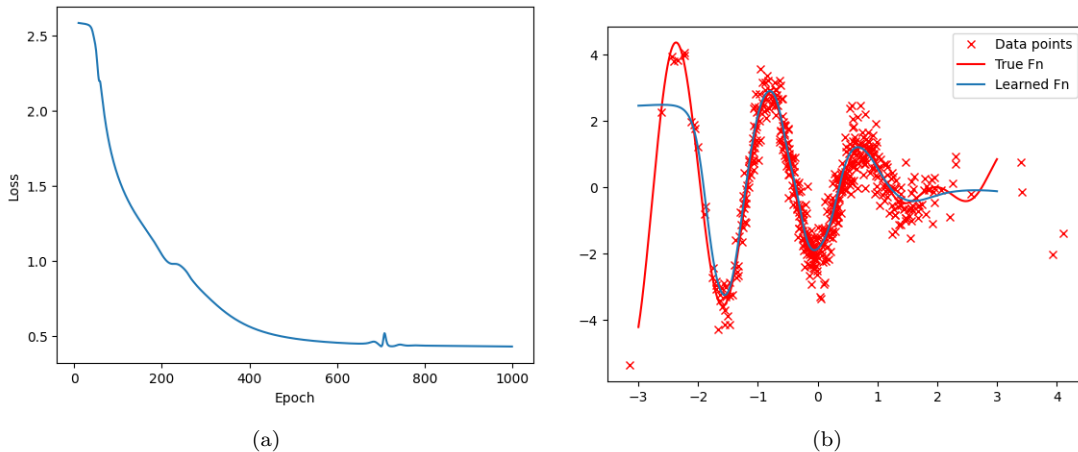 2.5
2.0
1.5
1.0
0.5
Loss
0 200 400 600 800 1000
Epoch
(a)
4
2
0
−2
−4
−3 −2 −1 0 1 2 3 4
Data points
True Fn
Learned Fn
(b)